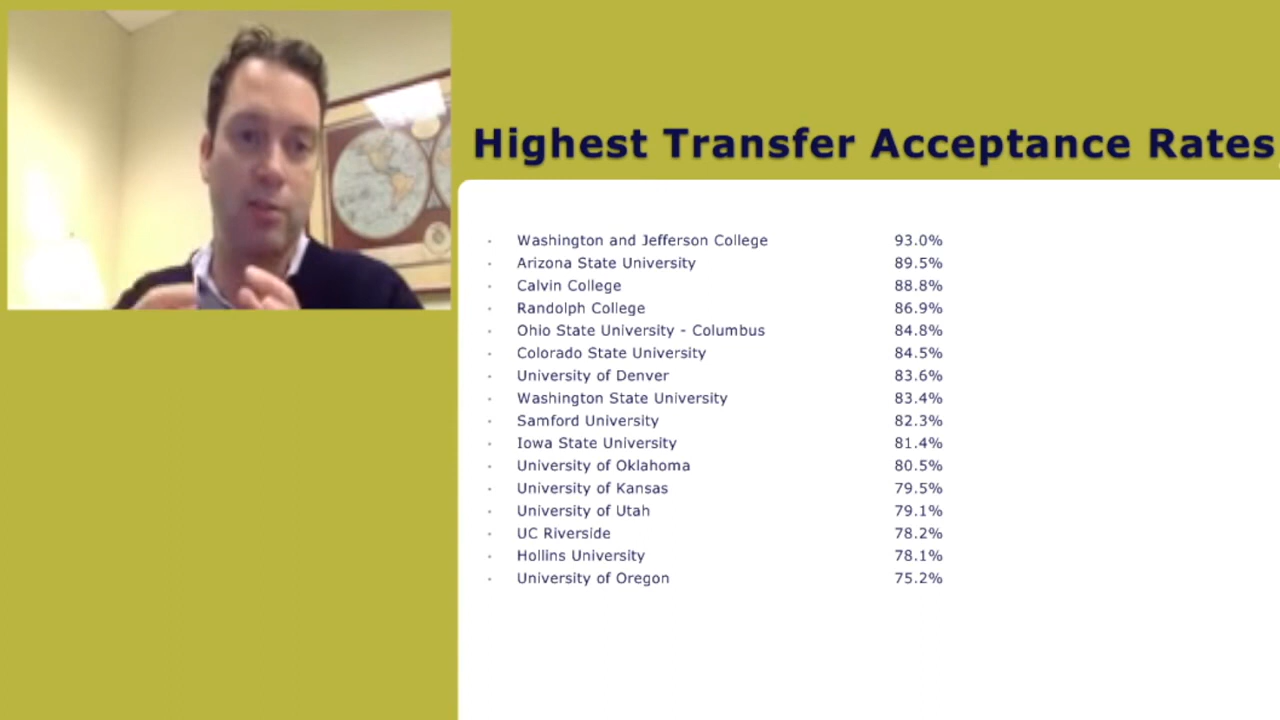 Highest Transfer Acceptance Rates
· Washington and Jefferson College 93.0%
· Arizona State University 89.5%
· Calvin College 88.8%
· Randolph College 86.9%
· Ohio State University - Columbus 84.8%
· Colorado State University 84.5%
· University of Denver 83.6%
· Washington State University 83.4%
· Samford University 82.3%
· Iowa State University 81.4%
· University of Oklahoma 80.5%
· University of Kansas 79.5%
· University of Utah 79.1%
· UC Riverside 78.2%
· Hollins University 78.1%
· University of Oregon 75.2%